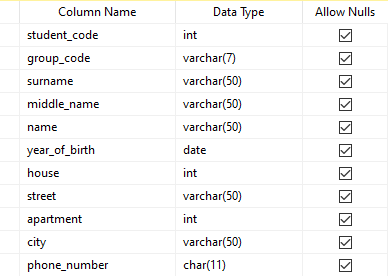 Column Name Data Type Allow Nulls
student_code int
group_code varchar(7)
surname varchar(50)
middle_name varchar(50)
name varchar(50)
year_of_birth date
house int
street varchar(50)
apartment int
city varchar(50)
phone_number char(11)